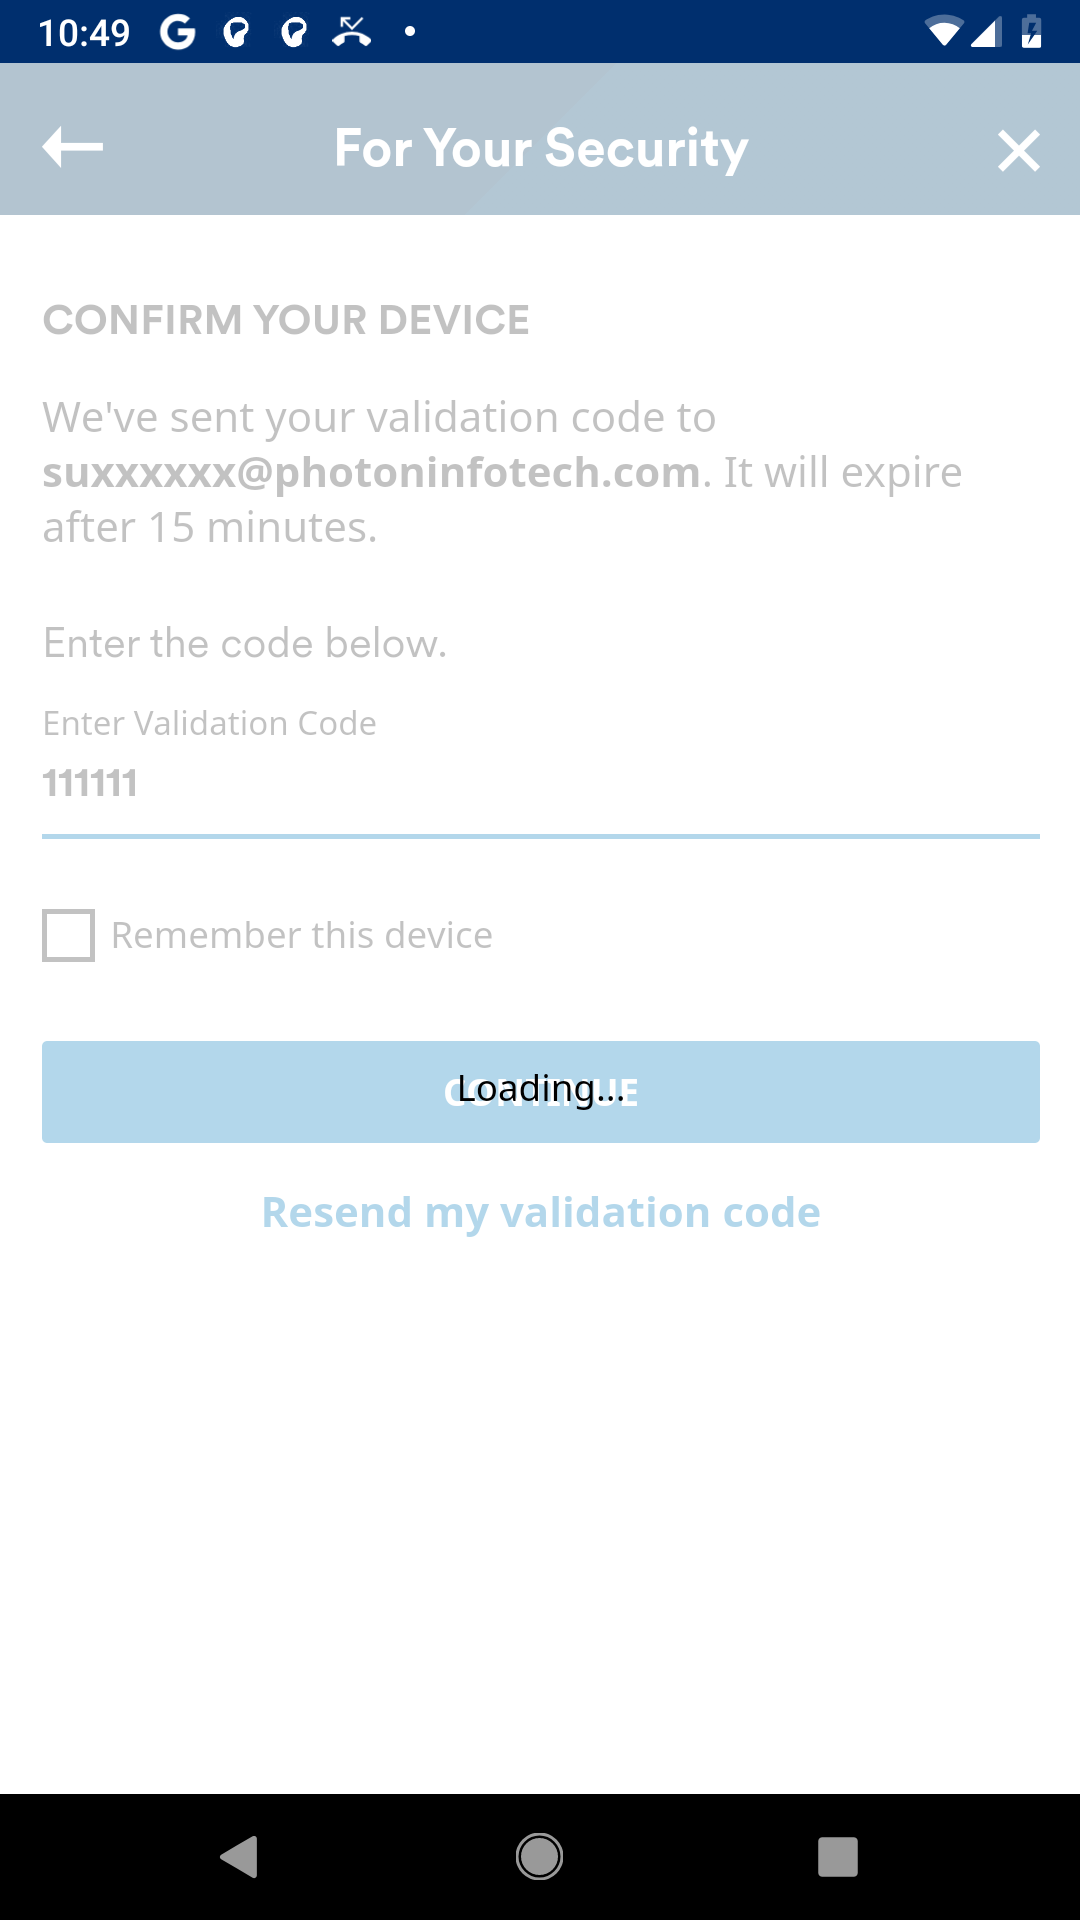 10:49
For Your Security
CONFIRM YOUR DEVICE
We've sent your validation code to
suxxxxxx@photoninfotech.com. It will expire
after 15 minutes.
Enter the code below.
Enter Validation Code
111111
Remember this device
CONTINUE
Loading...
Resend my validation code